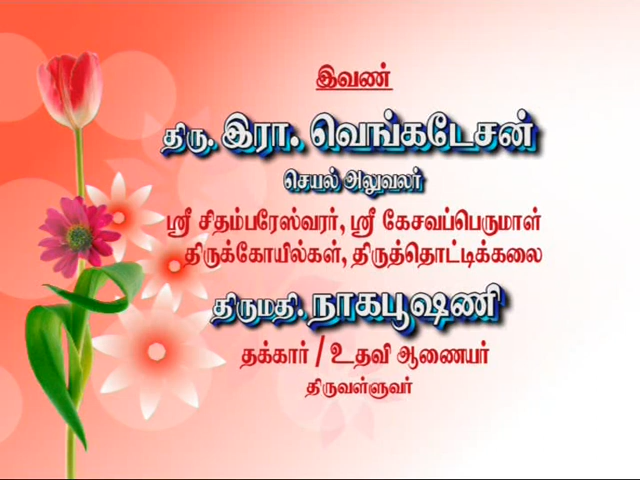 இவண்
திரு. இரா. வெங்கடேசன்
செயல் அலுவலர்
ஸ்ரீ சிதம்பரேஸ்வரர், ஸ்ரீ கேசவப்பெருமாள்
திருக்கோயில்கள், திருத்தொட்டிக்கலை
திருமதி. நாகபூஷணி
தக்கார் / உதவி ஆணையர்
திருவள்ளுவர்